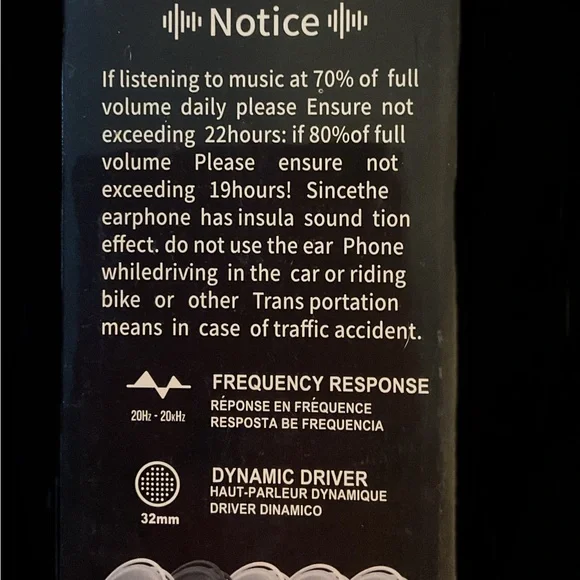 Notice
If listening to music at 70% of full
volume daily please Ensure not
exceeding 22hours: if 80%of full
volume Please ensure not
exceeding 19hours! Sincethe
earphone has insula sound tion
effect. do not use the ear Phone
whiledriving in the car or riding
bike or other Trans portation
means in case of traffic accident.
FREQUENCY RESPONSE
RÉPONSE EN FRÉQUENCE
RESPOSTA BE FREQUENCIA
20Hz - 20KHz
DYNAMIC DRIVER
HAUT-PARLEUR DYNAMIQUE
DRIVER DINAMICO
32mm